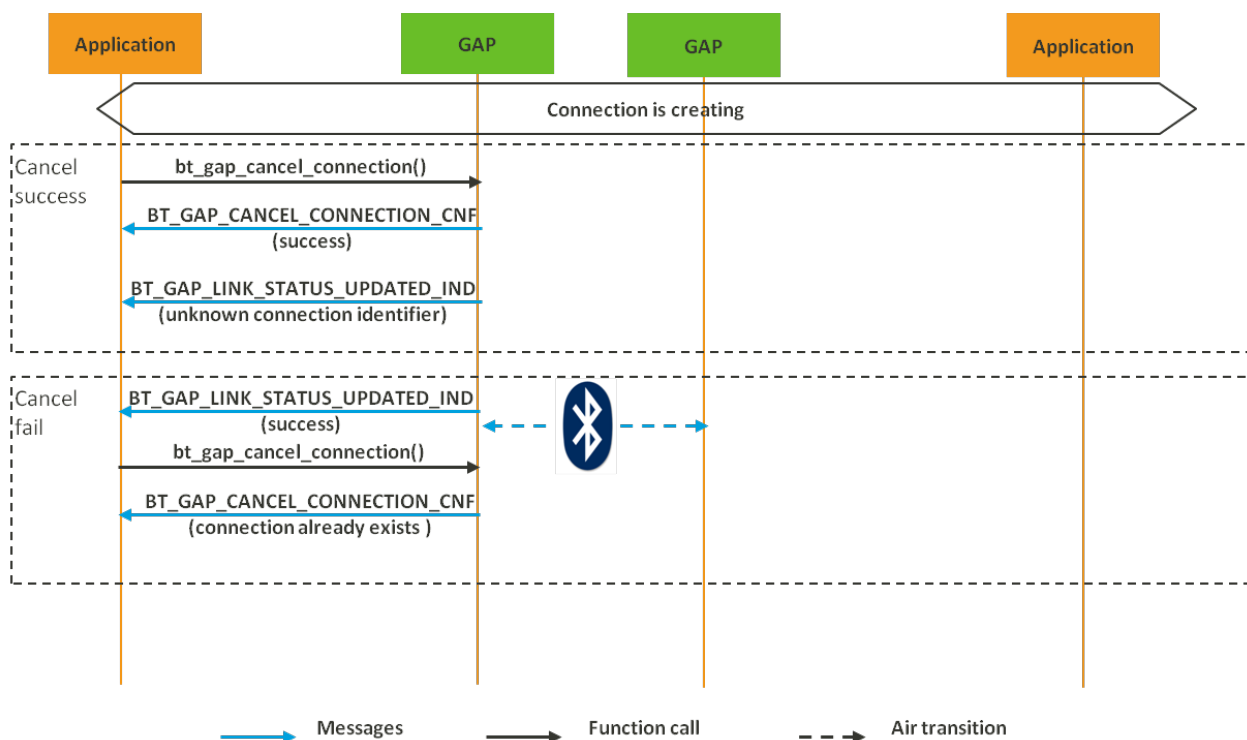 Application
GAP
GAP
Application
Connection is creating
Cancel
success
bt_gap_cancel_connection()
BT_GAP_CANCEL_CONNECTION_CNF
(success)
BT_GAP_LINK_STATUS_UPDATED_IND
(unknown connection identifier)
Cancel
fail
BT_GAP_LINK_STATUS_UPDATED_IND
(success)
bt_gap_cancel_connection()
BT_GAP_CANCEL_CONNECTION_CNF
(connection already exists )
Messages
Function call
Air transition